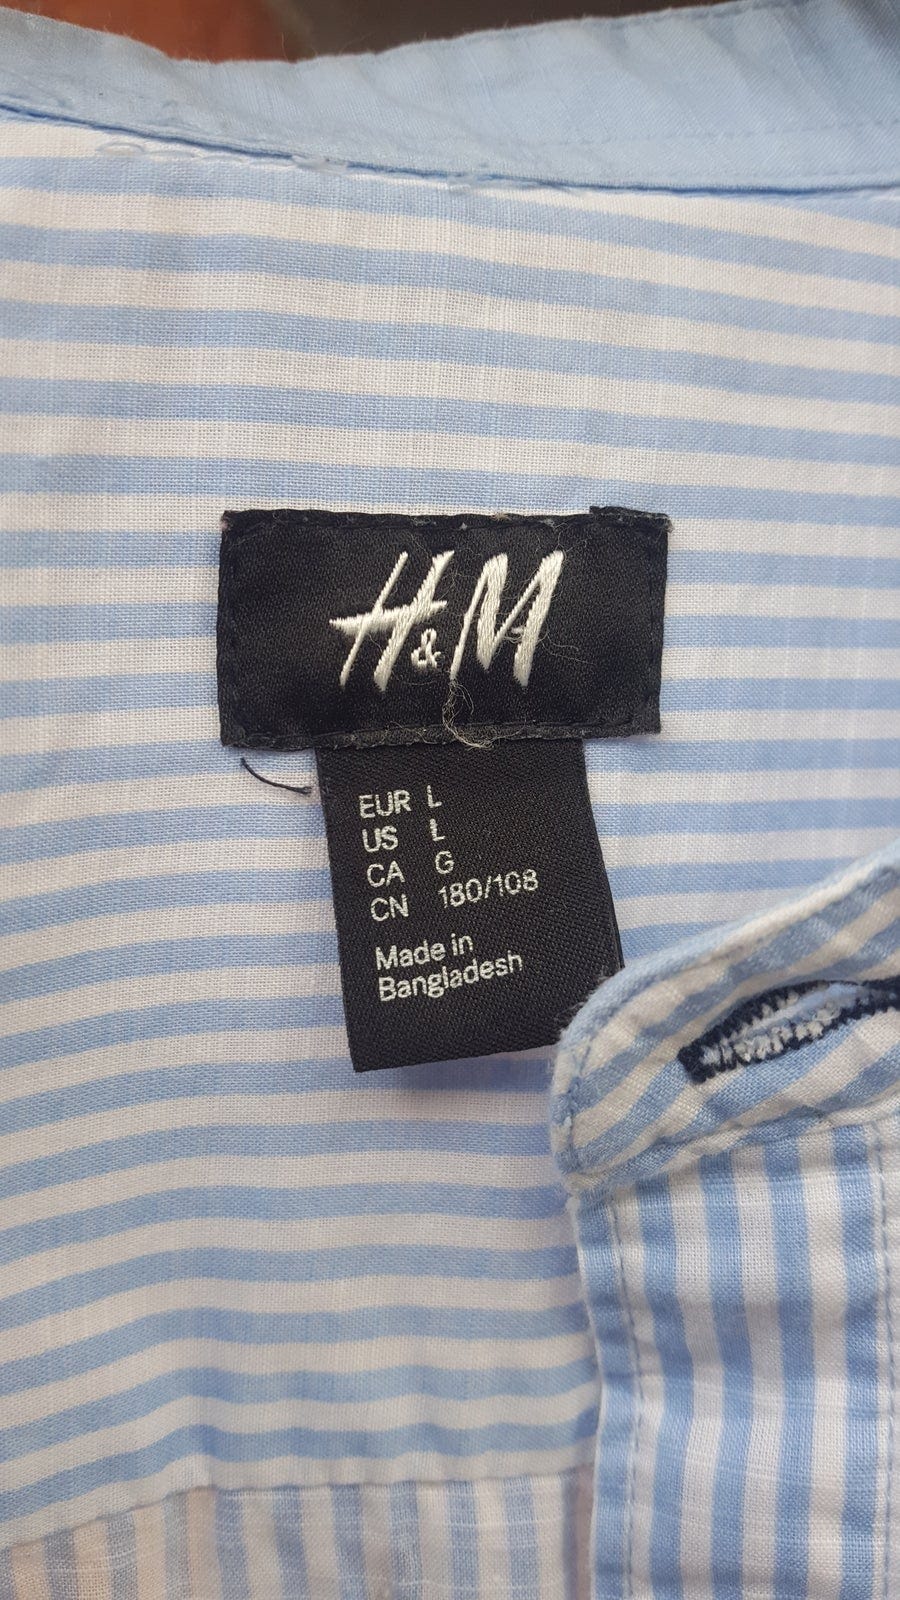 H&M
EUR L
US L
CA G
CN 180/108
Made in
Bangladesh